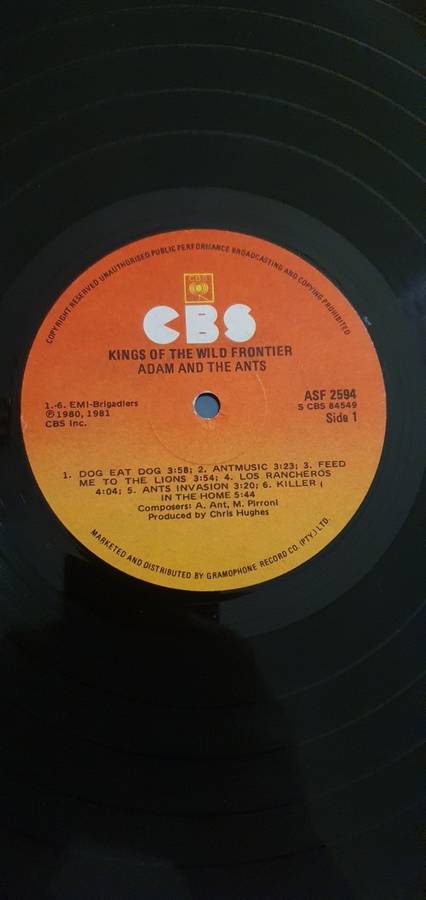 COPYRIGHT RESERVED UNAUTHORISED PUBLIC PERFORMANCE BROADCASTING AND COPYING PROHIBITED
CBS
CBS
KINGS OF THE WILD FRONTIER
ADAM AND THE ANTS
1.-6. EMI-Brigadiers
℗ 1980, 1981
CBS Inc.
ASF 2594
S CBS 84549
Side 1
1. DOG EAT DOG 3:58; 2. ANTMUSIC 3:23; 3. FEED
ME TO THE LIONS 3:54; 4. LOS RANCHEROS
4:04; 5. ANTS INVASION 3:20; 6. KILLER
IN THE HOME 5:44
Composers: A. Ant, M. Pirroni
Produced by Chris Hughes
MARKETED AND DISTRIBUTED BY GRAMOPHONE RECORD CO. (PTY.) LTD.